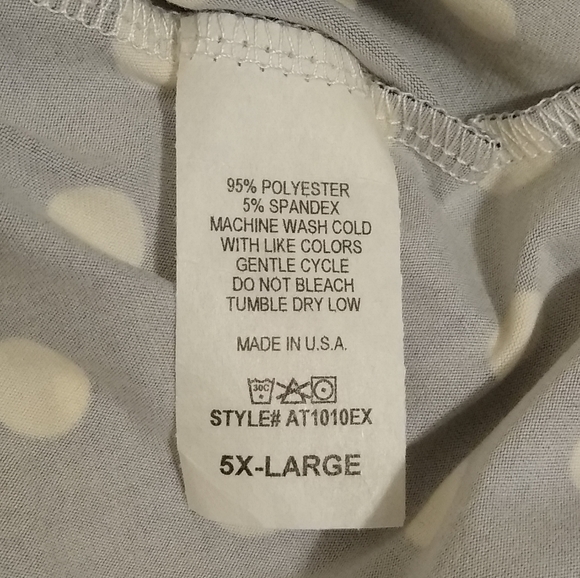 95% POLYESTER
5% SPANDEX
MACHINE WASH COLD
WITH LIKE COLORS
GENTLE CYCLE
DO NOT BLEACH
TUMBLE DRY LOW
MADE IN U.S.A.
30C
STYLE# AT1010EX
5X-LARGE